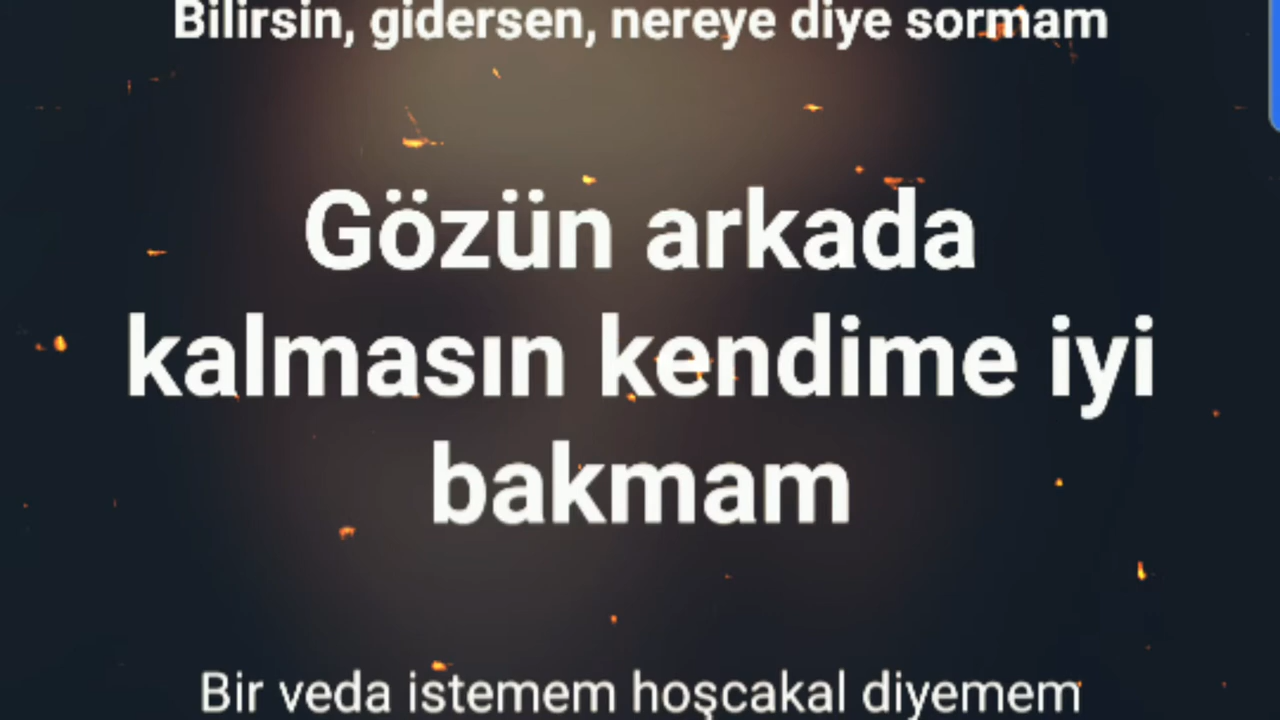 Bilirsin, gidersen, nereye diye sormam
Gözün arkada
kalmasın kendime iyi
bakmam
Bir veda istemem hoşcakal diyemem